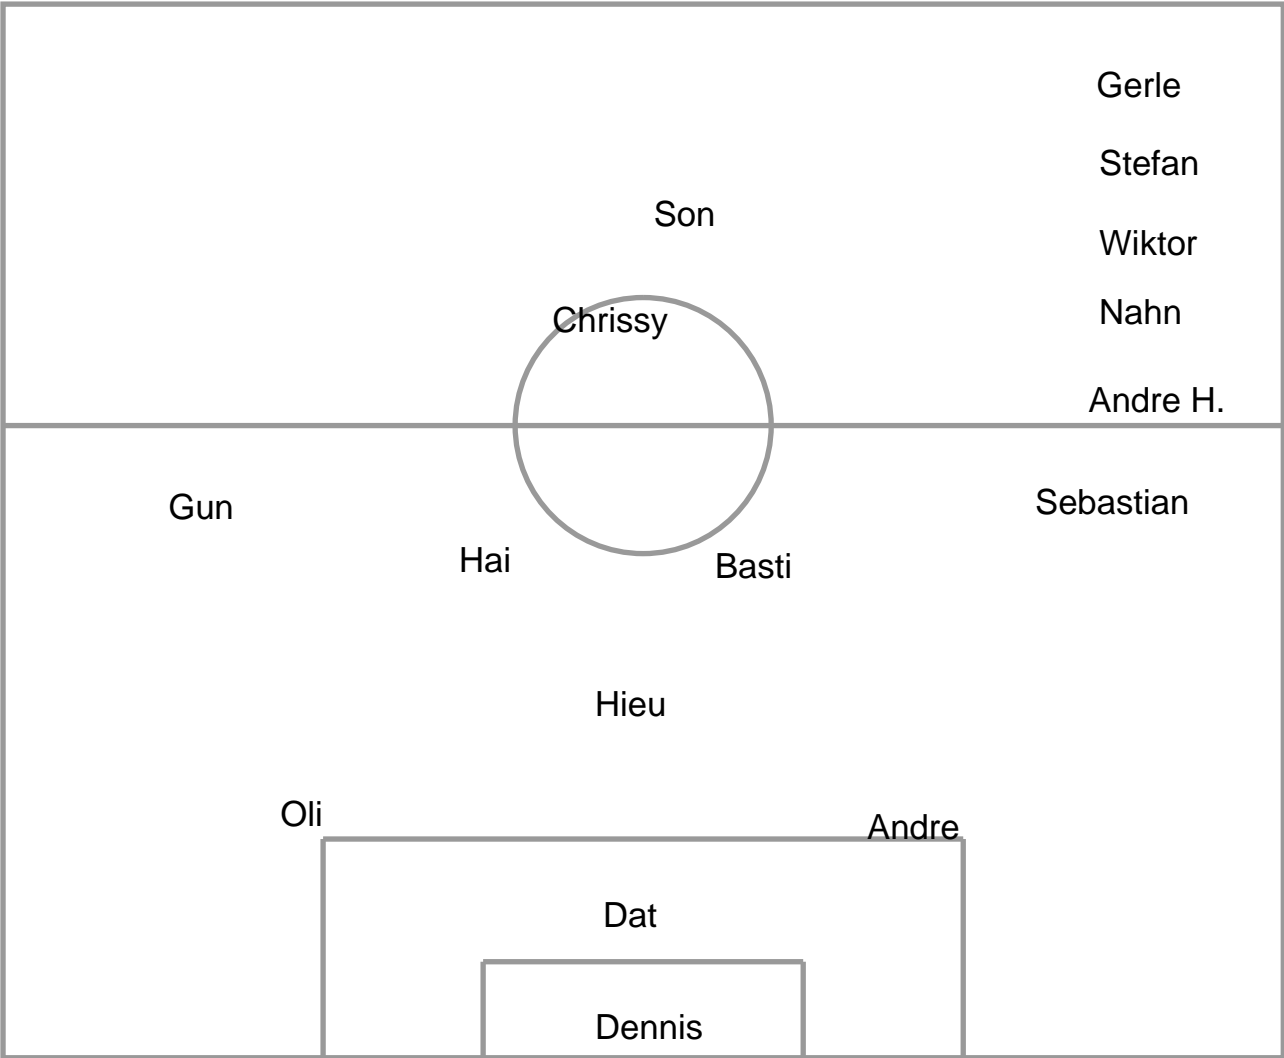 Gerle
Stefan
Son
Wiktor
Nahn
Chrissy
Andre H.
Gun
Sebastian
Hai
Basti
Hieu
Oli
Andre
Dat
Dennis